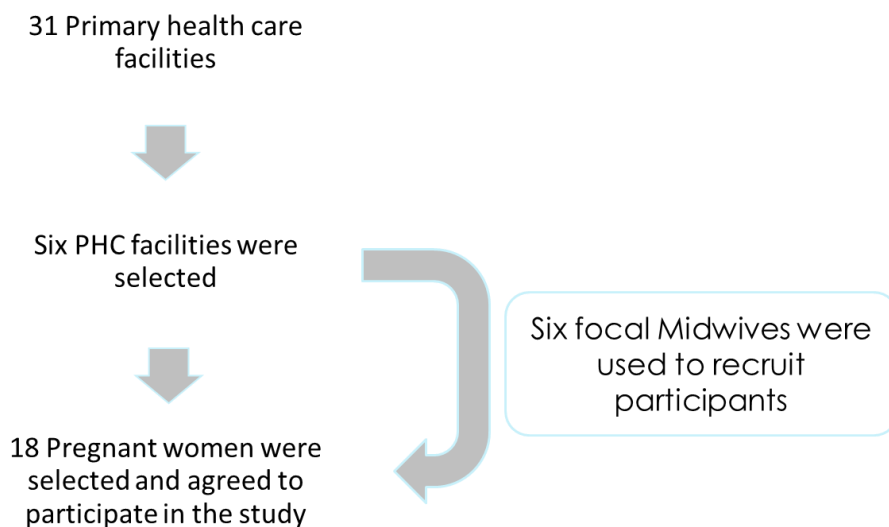 31 Primary health care
facilities
Six PHC facilities were
selected
Six focal Midwives were
used to recruit
participants
18 Pregnant women were
selected and agreed to
participate in the study